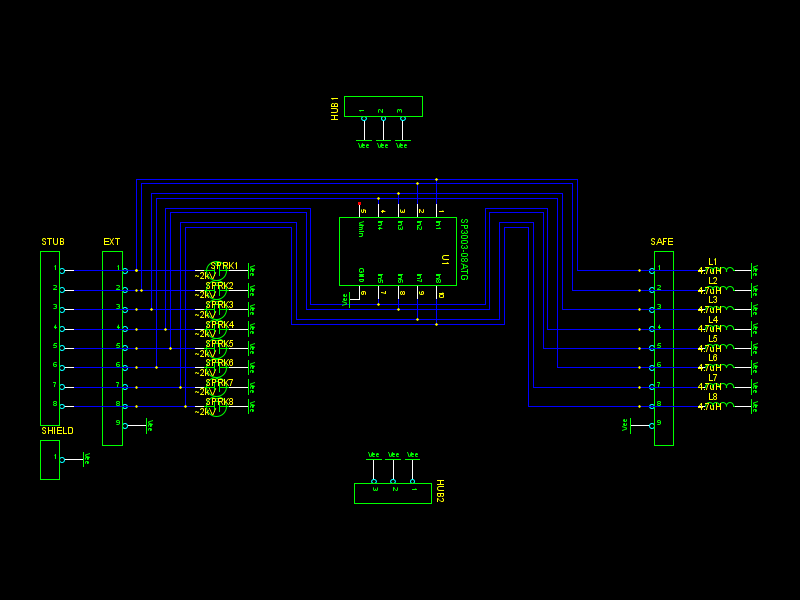 HUB1
1 2 3
Vee Vee Vee
5 4 3 2 1
Vmin In4 In3 In2 In1
SP3003-08ATG
U1
GND In5 In6 In7 In8
6 7 8 9 10
Vee
STUB
1
2
3
4
5
6
7
8
EXT
1
2
3
4
5
6
7
8
9
Vee
SPRK1
~2kV
Vee
SPRK2
~2kV
Vee
SPRK3
~2kV
Vee
SPRK4
~2kV
Vee
SPRK5
~2kV
Vee
SPRK6
~2kV
Vee
SPRK7
~2kV
Vee
SPRK8
~2kV
Vee
SAFE
1
2
3
4
5
6
7
8
9
Vee
L1
4.7uH
Vee
L2
4.7uH
Vee
L3
4.7uH
Vee
L4
4.7uH
Vee
L5
4.7uH
Vee
L6
4.7uH
Vee
L7
4.7uH
Vee
L8
4.7uH
Vee
SHIELD
1
Vee
Vee Vee Vee
3 2 1
HUB2